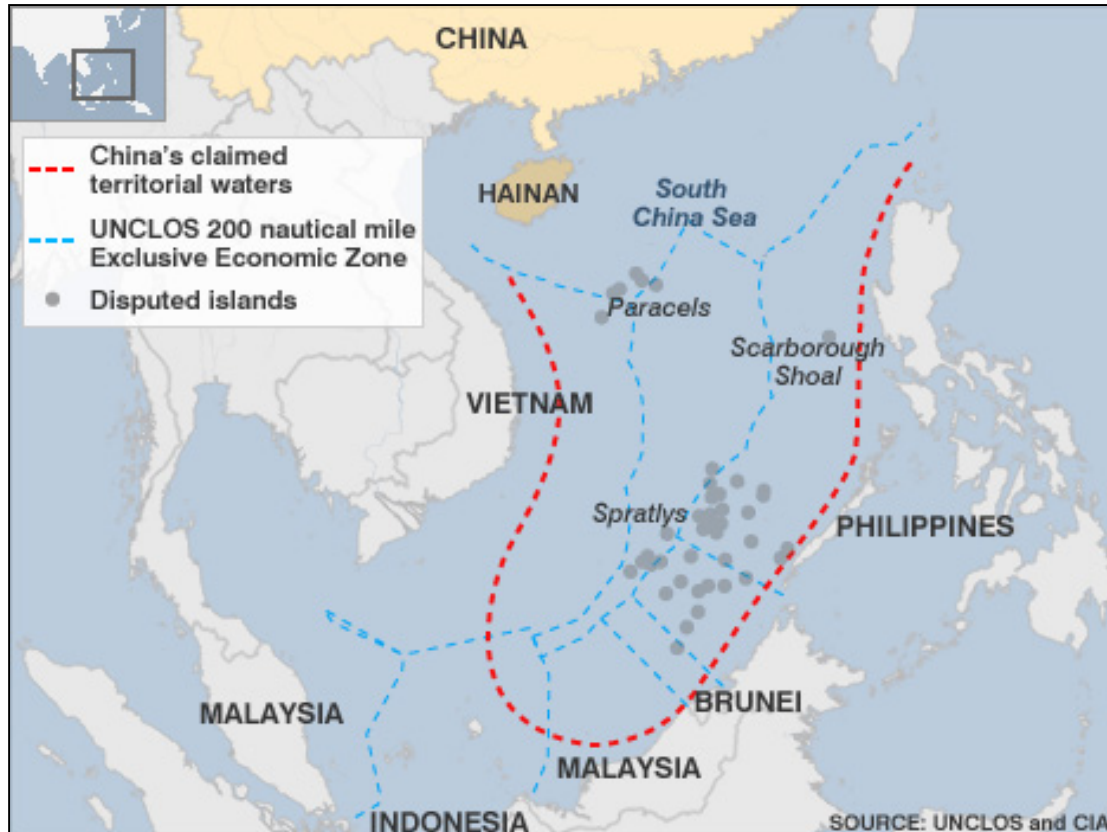 CHINA
China's claimed
territorial waters
UNCLOS 200 nautical mile
Exclusive Economic Zone
Disputed islands
HAINAN
South
China Sea
Paracels
Scarborough
Shoal
VIETNAM
Spratlys
PHILIPPINES
MALAYSIA
BRUNEI
MALAYSIA
INDONESIA
SOURCE: UNCLOS and CIA